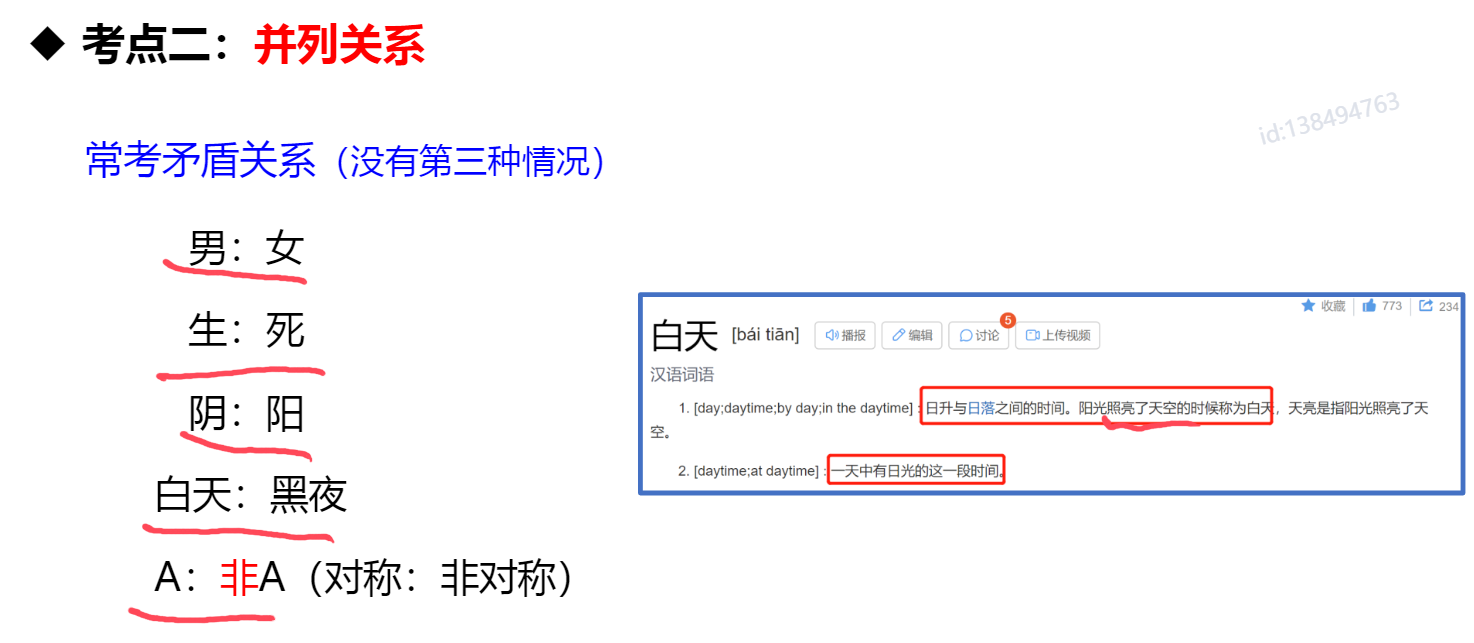 ◆ 考点二：并列关系
id:138494763
常考矛盾关系（没有第三种情况）
男：女
生：死
阴：阳
白天：黑夜
A：非A（对称：非对称）
收藏 773 234
白天 [bái tiān] 播报 编辑 讨论 5 上传视频
汉语词语
1. [day;daytime;by day;in the daytime] : 日升与日落之间的时间。阳光照亮了天空的时候称为白天，天亮是指阳光照亮了天
空。
2. [daytime;at daytime] : 一天中有日光的这一段时间。